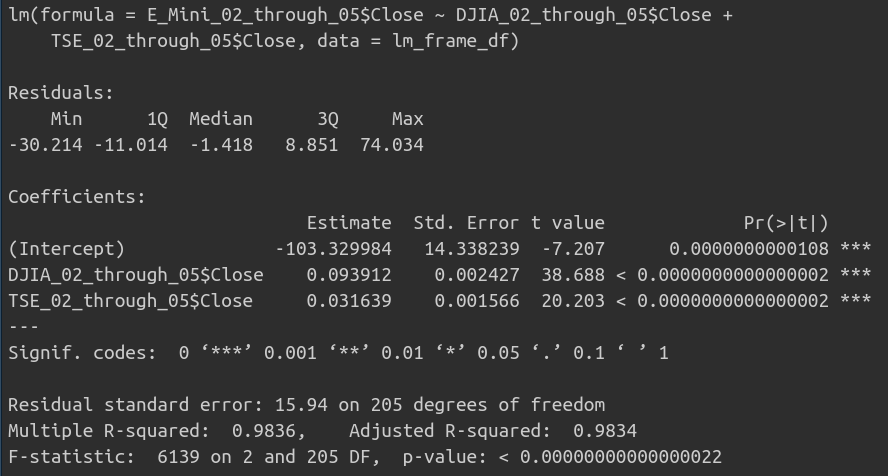 lm(formula = E_Mini_02_through_05$Close ~ DJIA_02_through_05$Close +
    TSE_02_through_05$Close, data = lm_frame_df)

Residuals:
    Min      1Q  Median      3Q     Max
-30.214 -11.014  -1.418   8.851  74.034

Coefficients:
                            Estimate  Std. Error t value             Pr(>|t|)
(Intercept)              -103.329984   14.338239  -7.207      0.0000000000108 ***
DJIA_02_through_05$Close    0.093912    0.002427  38.688 < 0.0000000000000002 ***
TSE_02_through_05$Close     0.031639    0.001566  20.203 < 0.0000000000000002 ***
---
Signif. codes:  0 ‘***’ 0.001 ‘**’ 0.01 ‘*’ 0.05 ‘.’ 0.1 ‘ ’ 1

Residual standard error: 15.94 on 205 degrees of freedom
Multiple R-squared:  0.9836,    Adjusted R-squared:  0.9834
F-statistic:  6139 on 2 and 205 DF,  p-value: < 0.00000000000000022